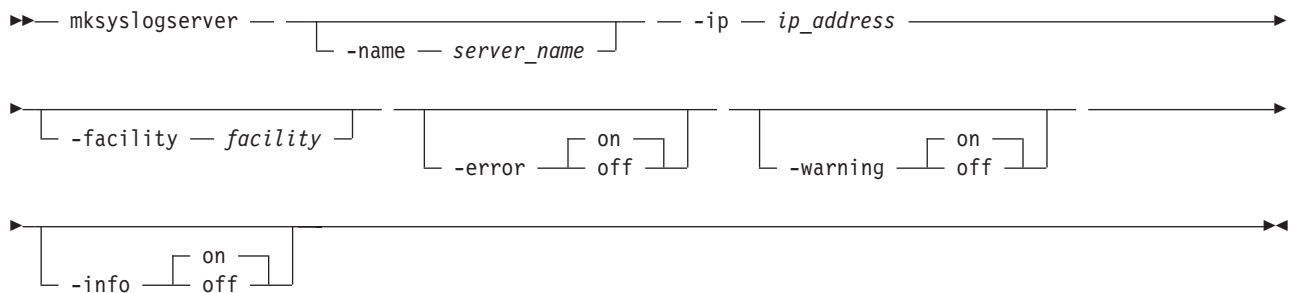 mksyslogserver -ip ip_address
-name server_name
-facility facility
on on
-error off -warning off
on
-info off